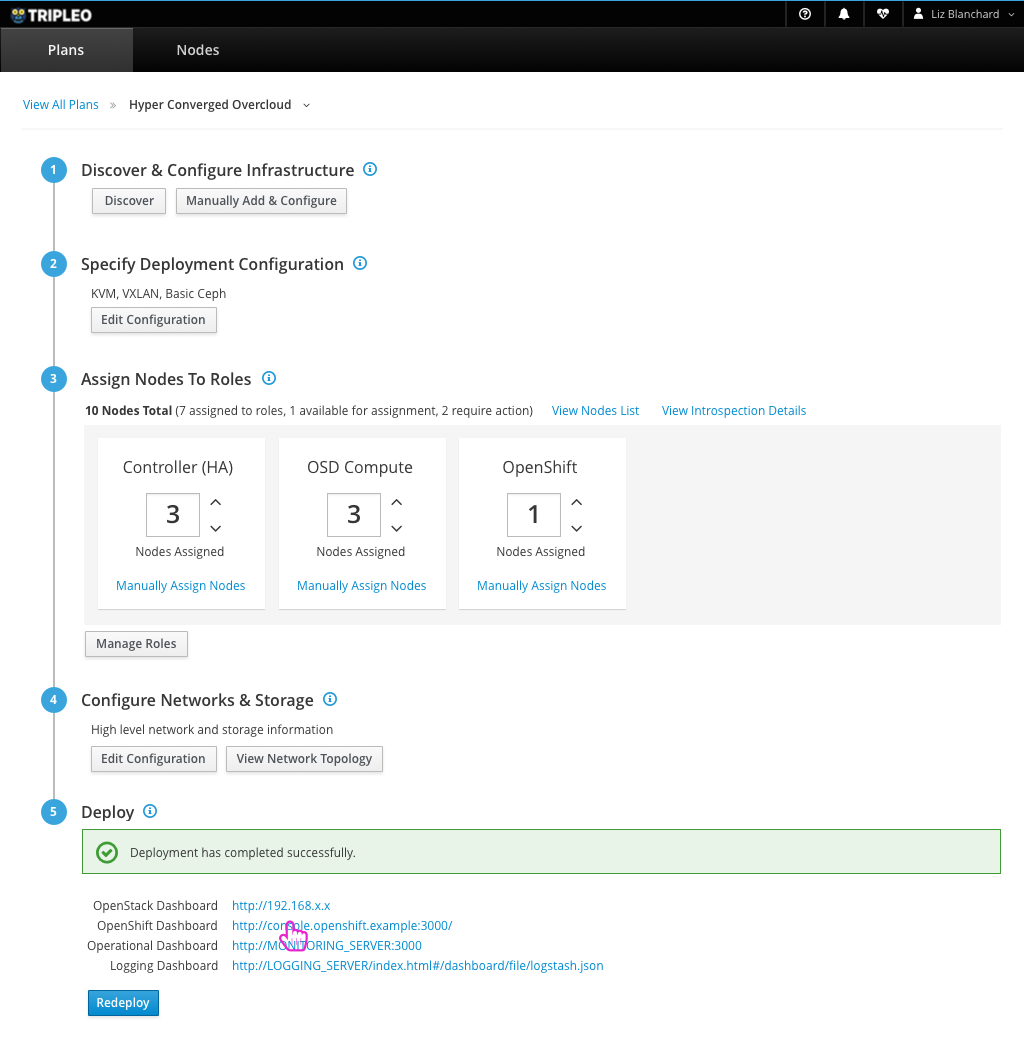 TRIPLEO
Liz Blanchard
Plans
Nodes
View All Plans » Hyper Converged Overcloud
1 Discover & Configure Infrastructure
Discover
Manually Add & Configure
2 Specify Deployment Configuration
KVM, VXLAN, Basic Ceph
Edit Configuration
3 Assign Nodes To Roles
10 Nodes Total (7 assigned to roles, 1 available for assignment, 2 require action) View Nodes List View Introspection Details
Controller (HA)
3
Nodes Assigned
Manually Assign Nodes
OSD Compute
3
Nodes Assigned
Manually Assign Nodes
OpenShift
1
Nodes Assigned
Manually Assign Nodes
Manage Roles
4 Configure Networks & Storage
High level network and storage information
Edit Configuration
View Network Topology
5 Deploy
Deployment has completed successfully.
OpenStack Dashboard http://192.168.x.x
OpenShift Dashboard http://console.openshift.example:3000/
Operational Dashboard http://MONITORING_SERVER:3000
Logging Dashboard http://LOGGING_SERVER/index.html#/dashboard/file/logstash.json
Redeploy